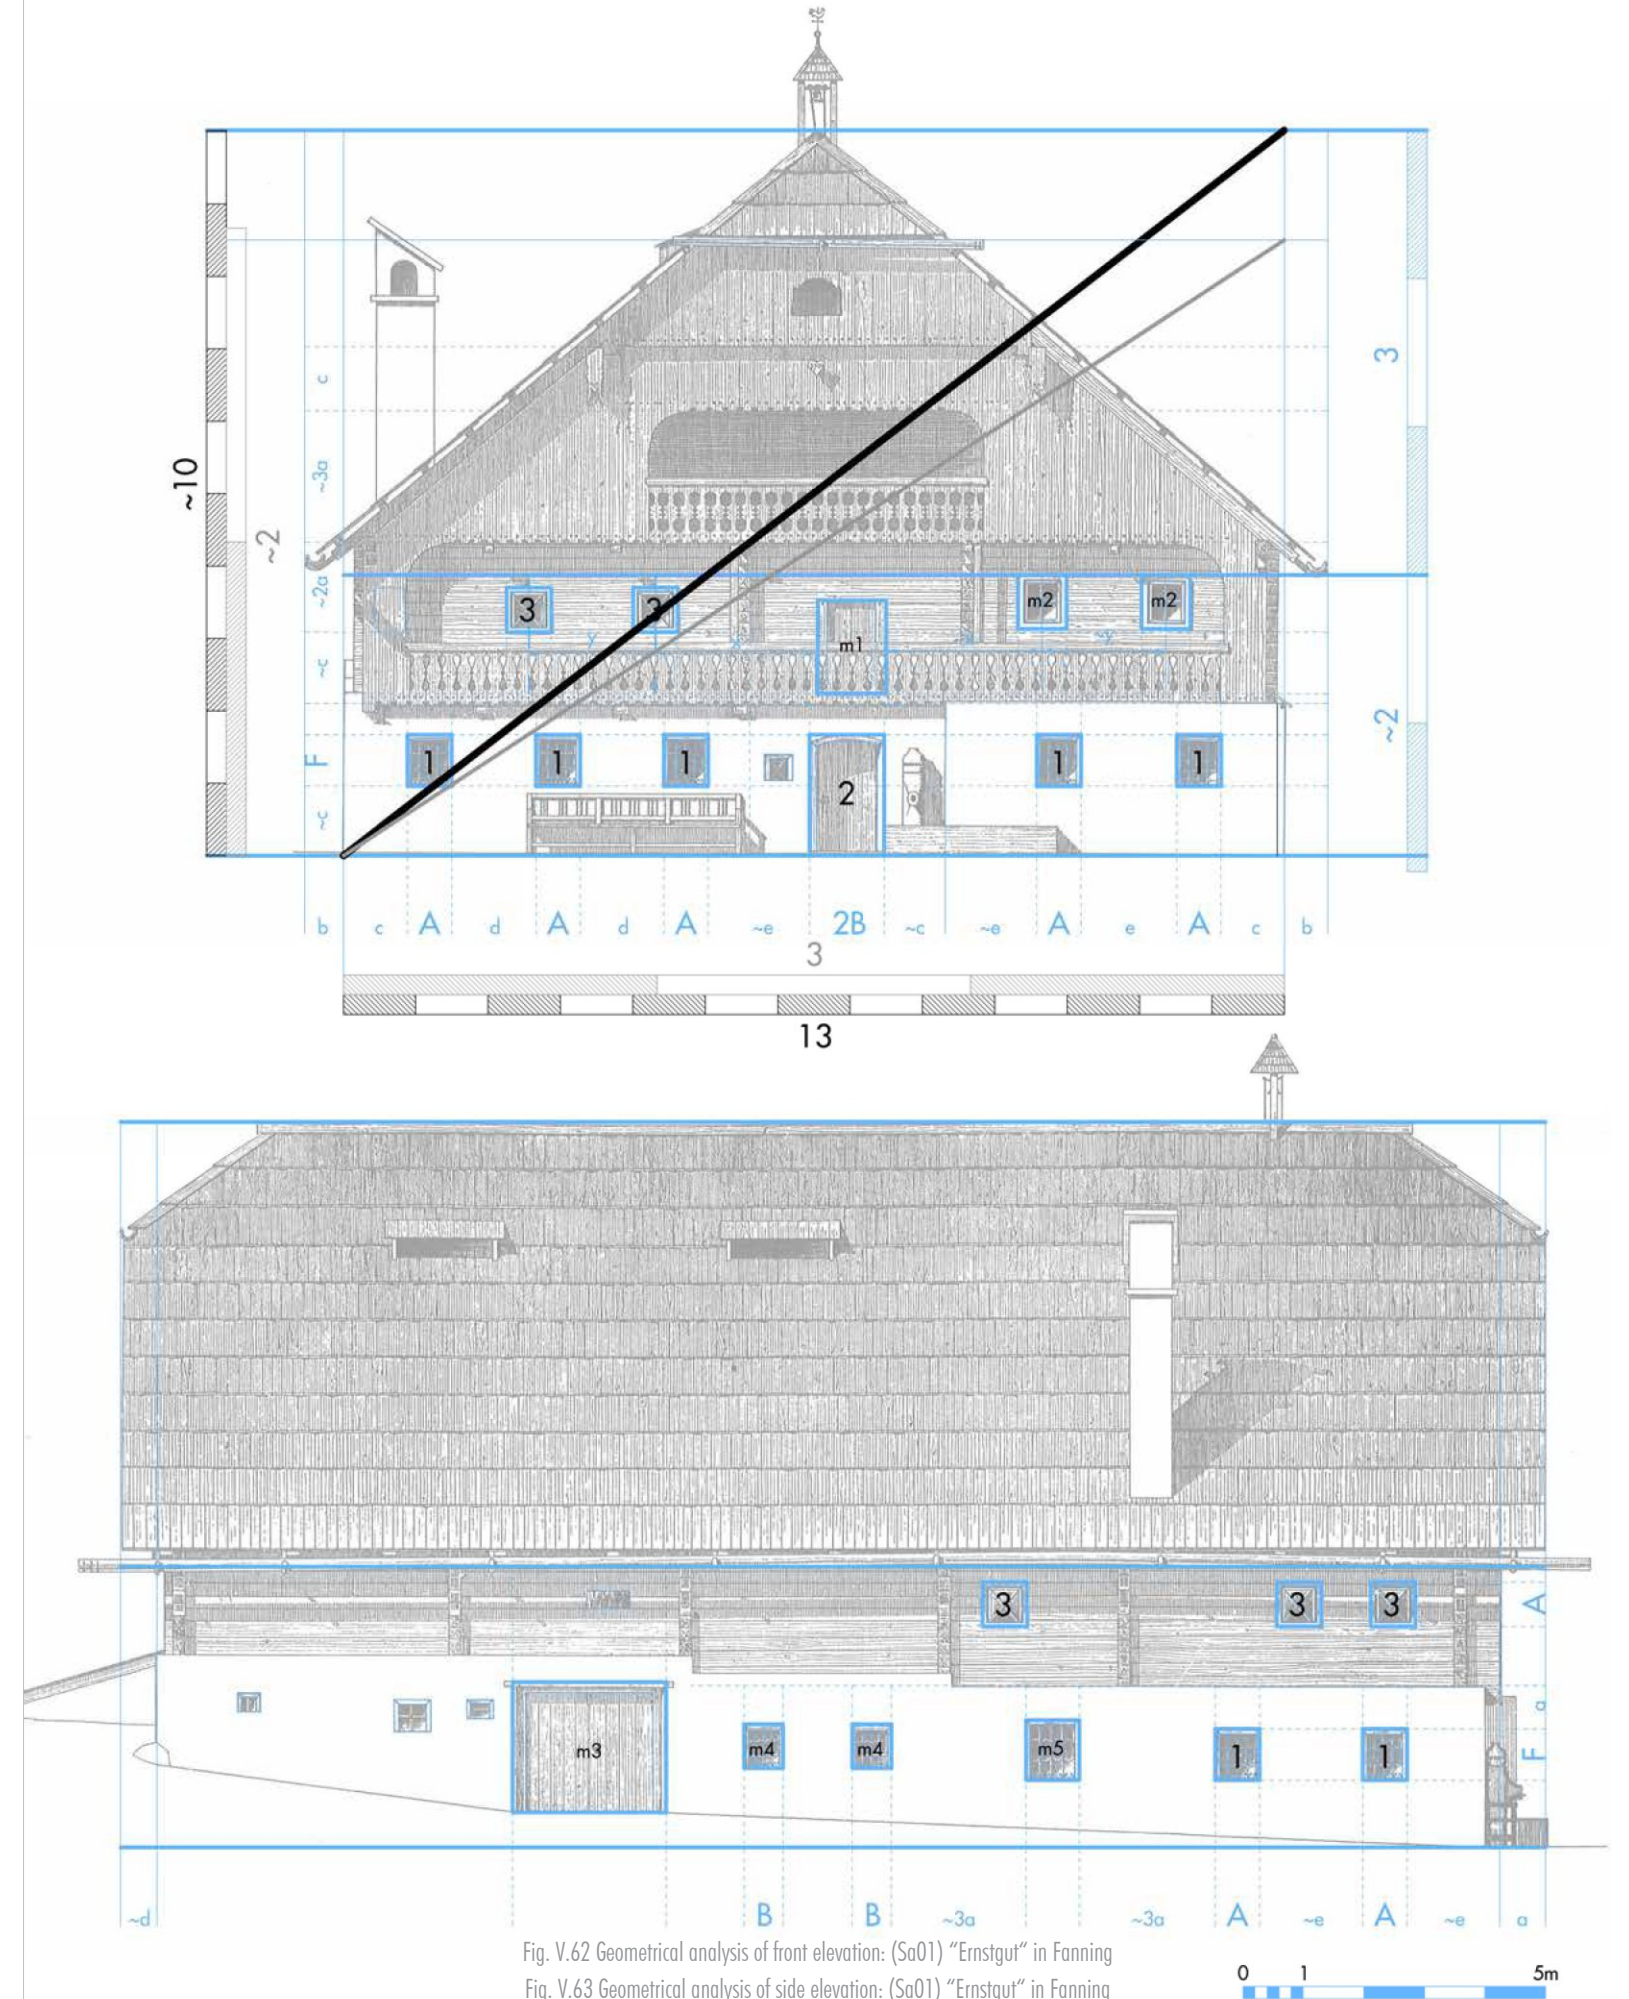 3
~10
c
~3a
~2
~2a
3
3
m2
m2
m1
y
x
~y
~c
~2
F
1
1
1
1
1
2
~c
b c A d A d A ~e 2B ~c ~e A e A c b
3
13
3
3
3
A
a
m3
m4
m4
m5
1
1
F
~d B B ~3a ~3a A ~e A ~e a
Fig. V.62 Geometrical analysis of front elevation: (Sa01) “Ernstgut“ in Fanning
0 1 5m
Fig. V.63 Geometrical analysis of side elevation: (Sa01) “Ernstgut“ in Fanning